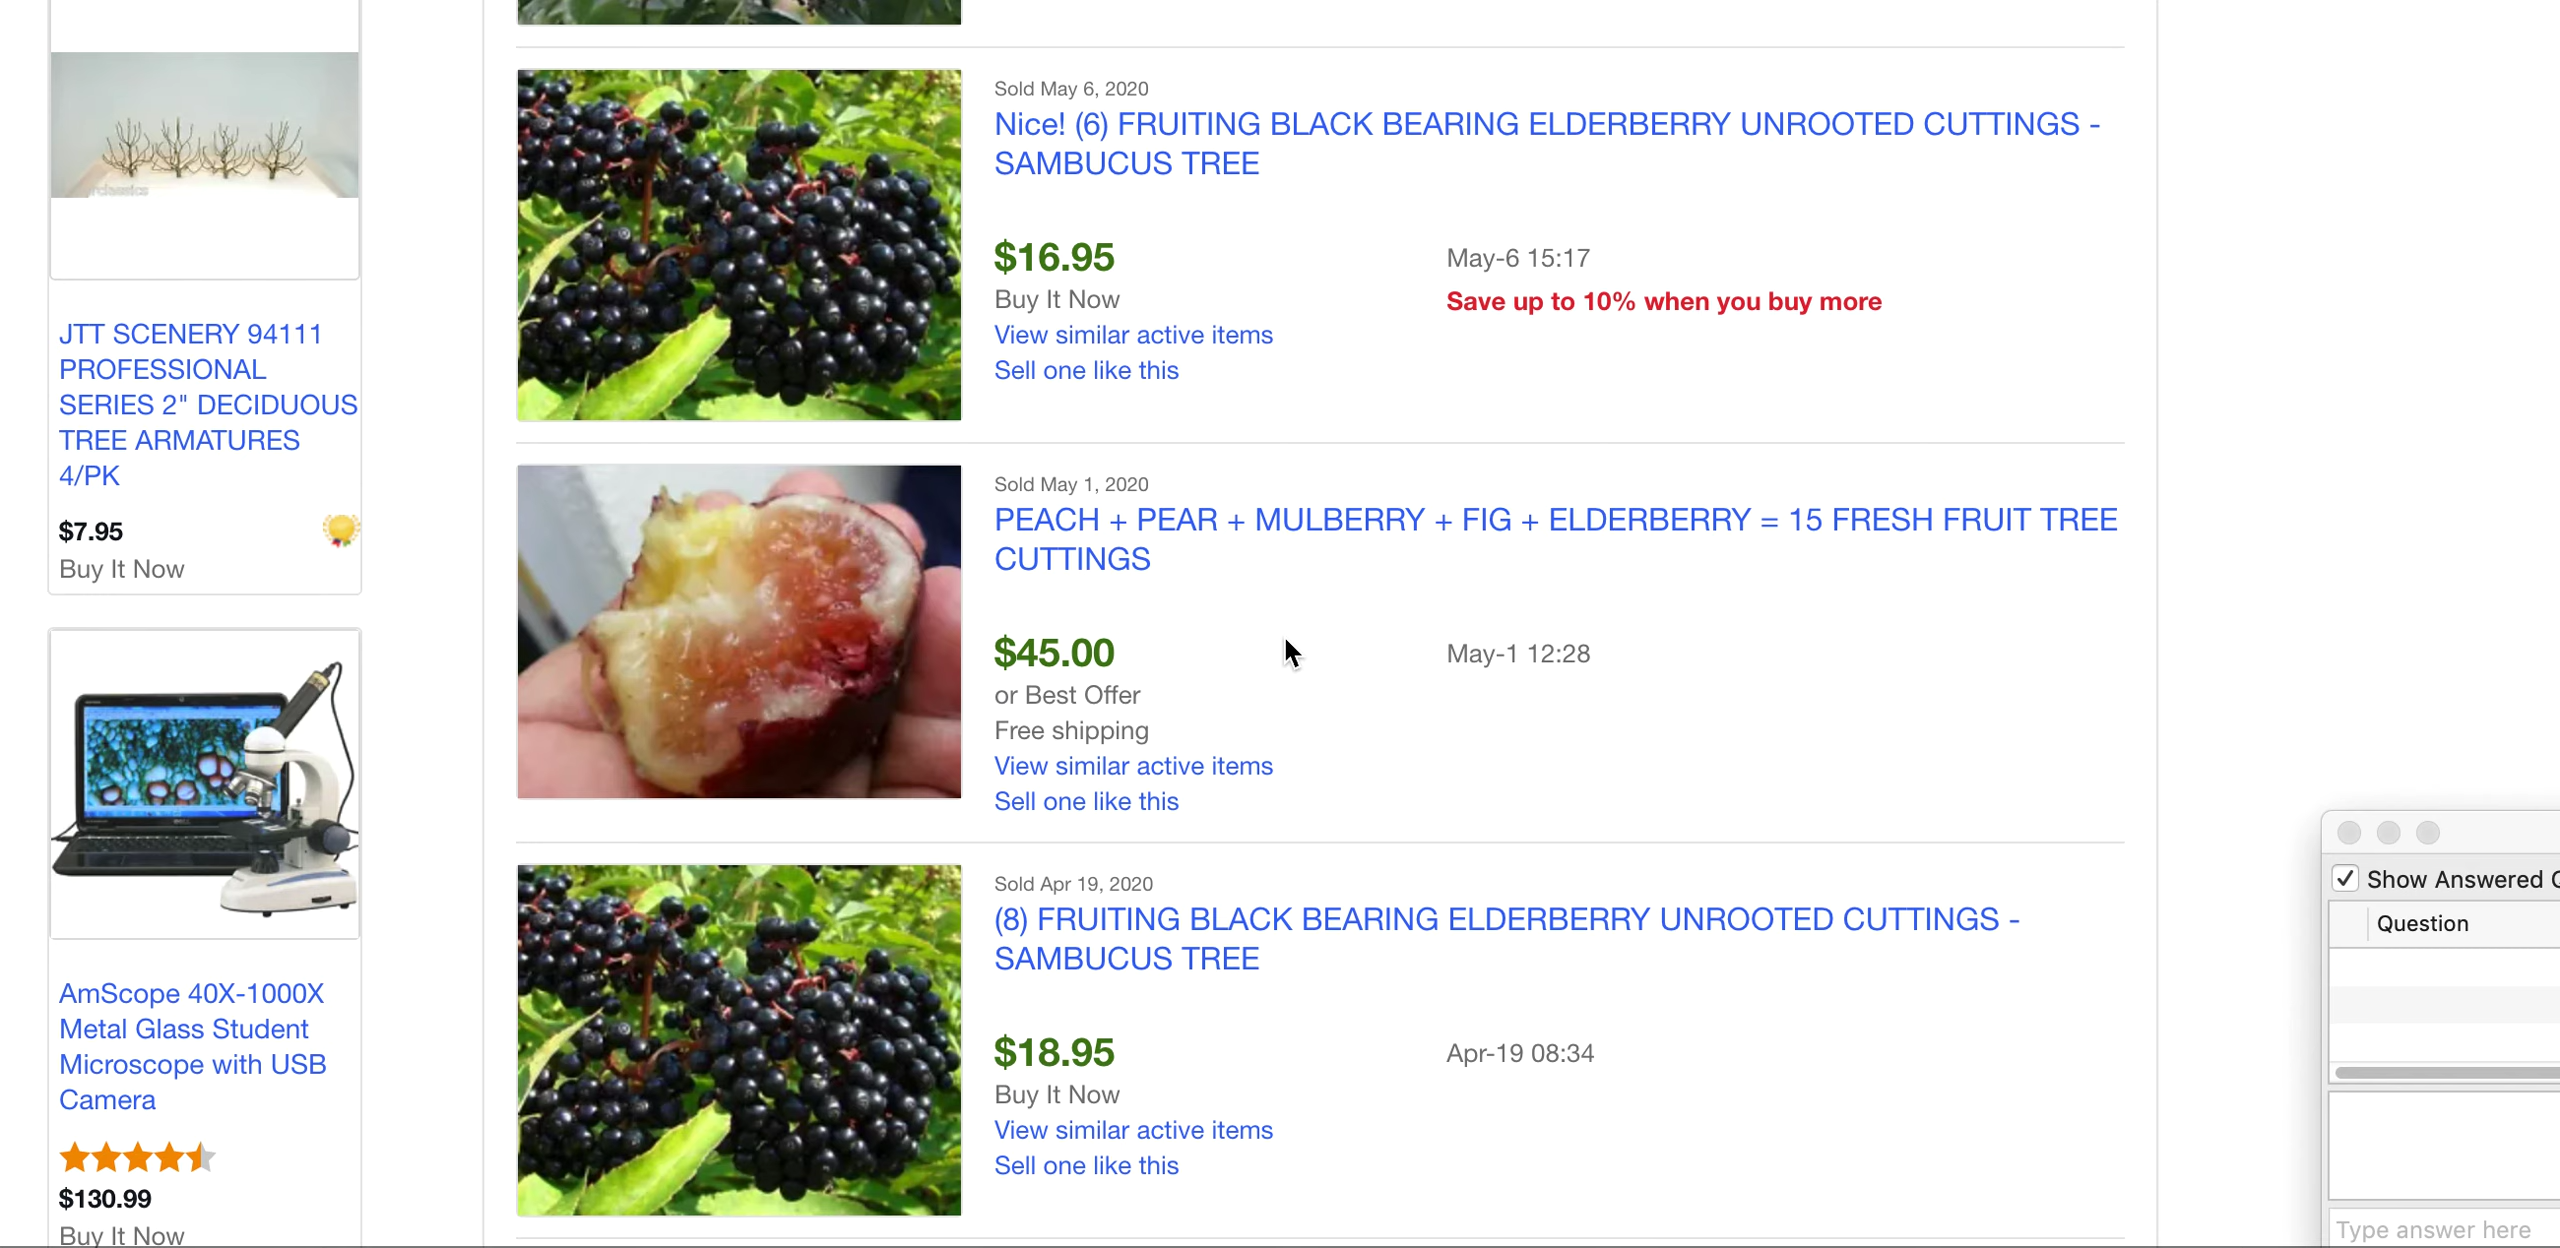 JTT SCENERY 94111
PROFESSIONAL
SERIES 2" DECIDUOUS
TREE ARMATURES
4/PK
$7.95
Buy It Now
AmScope 40X-1000X
Metal Glass Student
Microscope with USB
Camera
$130.99
Buy It Now
Sold May 6, 2020
Nice! (6) FRUITING BLACK BEARING ELDERBERRY UNROOTED CUTTINGS -
SAMBUCUS TREE
$16.95
May-6 15:17
Buy It Now
Save up to 10% when you buy more
View similar active items
Sell one like this
Sold May 1, 2020
PEACH + PEAR + MULBERRY + FIG + ELDERBERRY = 15 FRESH FRUIT TREE
CUTTINGS
$45.00
May-1 12:28
or Best Offer
Free shipping
View similar active items
Sell one like this
Sold Apr 19, 2020
(8) FRUITING BLACK BEARING ELDERBERRY UNROOTED CUTTINGS -
SAMBUCUS TREE
$18.95
Apr-19 08:34
Buy It Now
View similar active items
Sell one like this
Show Answered
Question
Type answer here